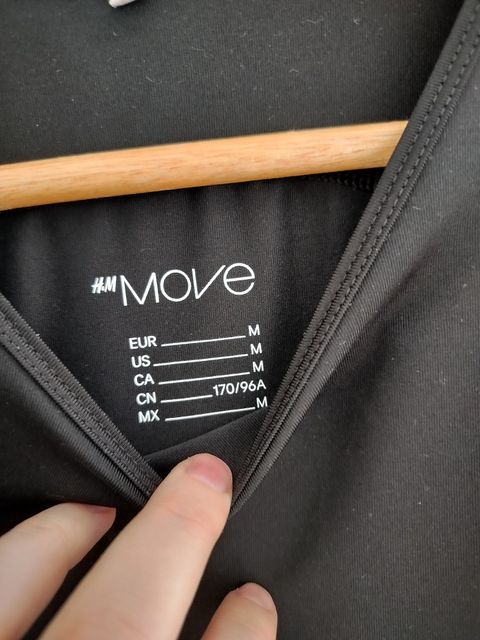 H&M MOVE
EUR M
US M
CA M
CN 170/96A
MX M